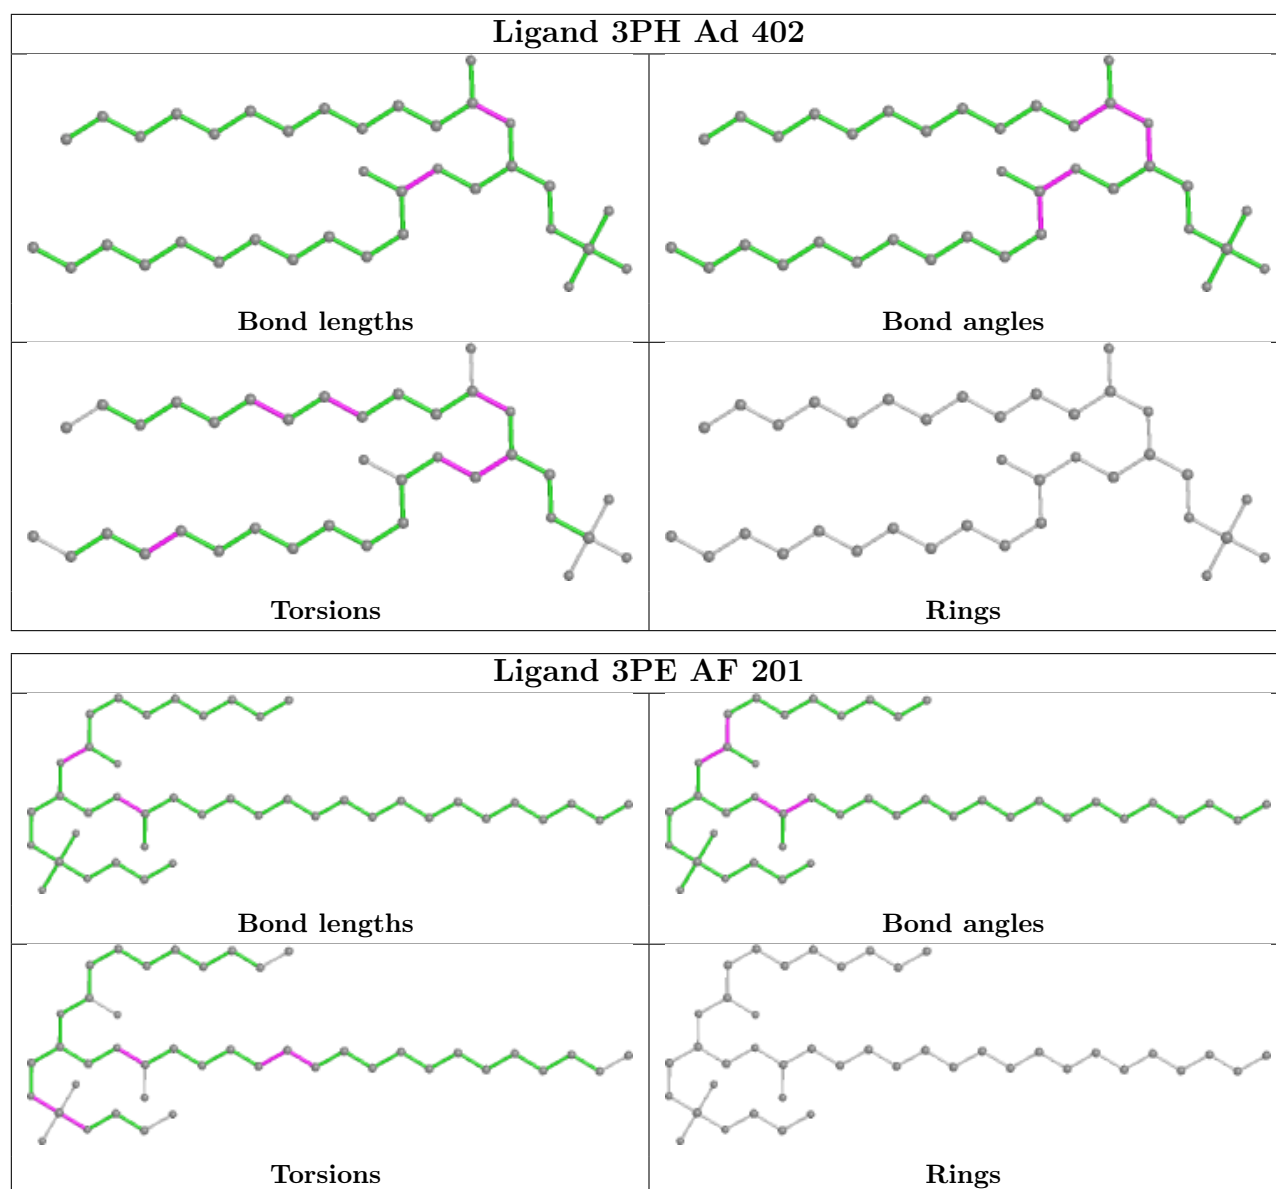 Ligand 3PH Ad 402
Bond lengths
Bond angles
Torsions
Rings
Ligand 3PE AF 201
Bond lengths
Bond angles
Torsions
Rings